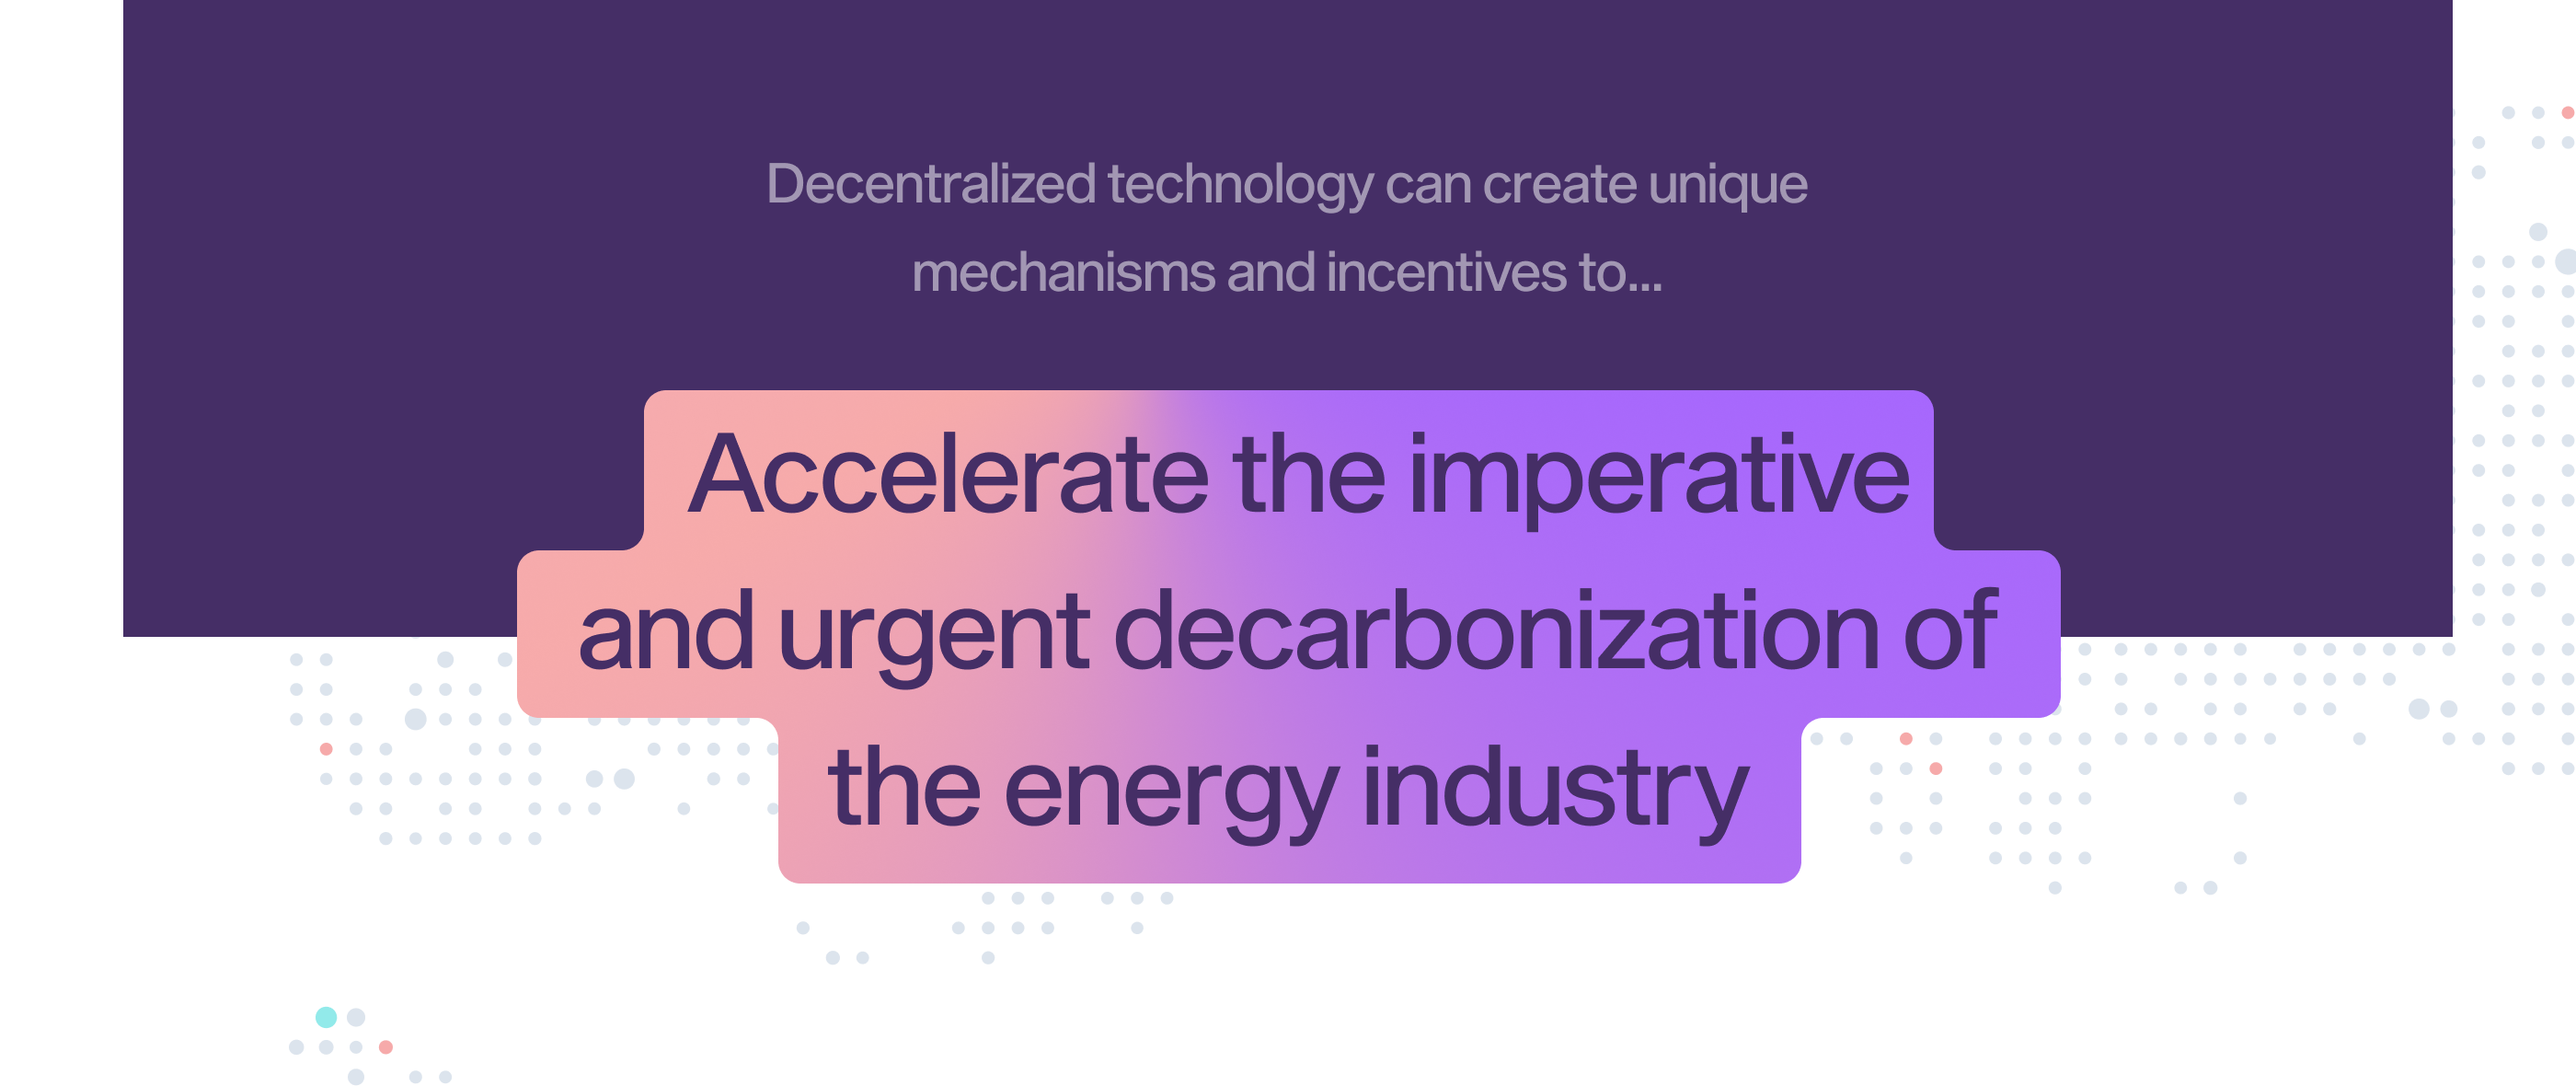 Decentralized technology can create unique
mechanisms and incentives to...
Accelerate the imperative
and urgent decarbonization of
the energy industry